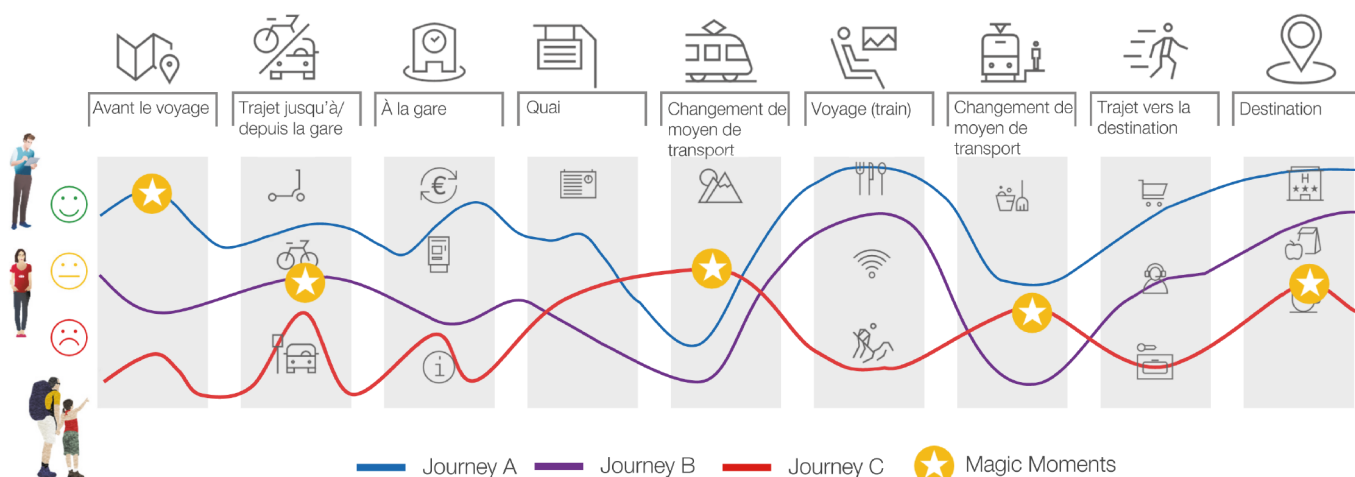 Avant le voyage
Trajet jusqu'à/
depuis la gare
À la gare
Quai
Changement de
moyen de
transport
Voyage (train)
Changement de
moyen de
transport
Trajet vers la
destination
Destination
€
i
H
Journey A
Journey B
Journey C
Magic Moments